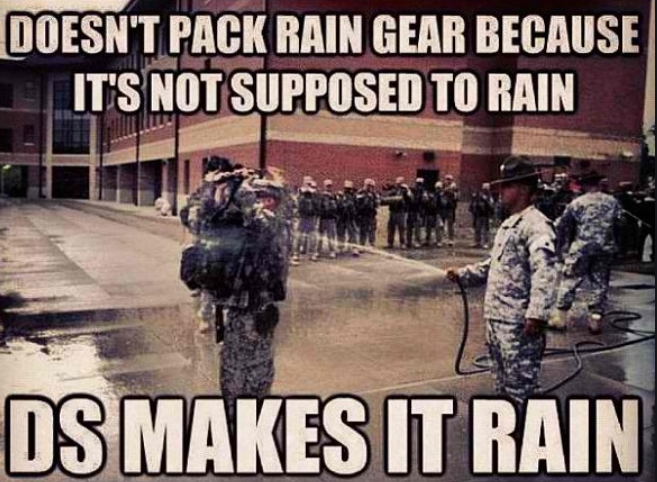 DOESN'T PACK RAIN GEAR BECAUSE
IT'S NOT SUPPOSED TO RAIN
DS MAKES IT RAIN